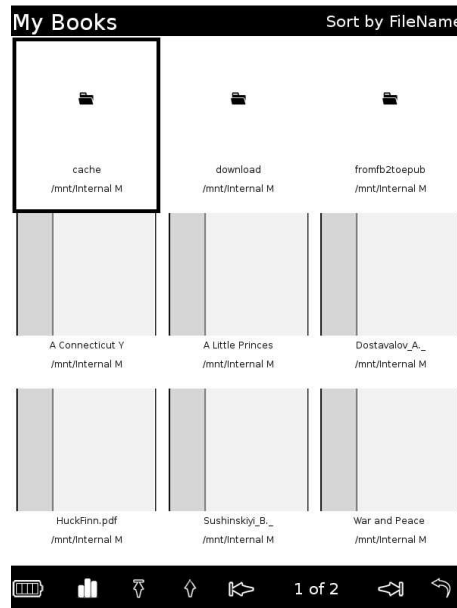 My Books Sort by FileName
cache download fromfb2toepub
/mnt/Internal M /mnt/Internal M /mnt/Internal M
A Connecticut Y A Little Princes Dostavalov_A._
/mnt/Internal M /mnt/Internal M /mnt/Internal M
HuckFinn.pdf Sushinskiyi_B._ War and Peace
/mnt/Internal M /mnt/Internal M /mnt/Internal M
1 of 2